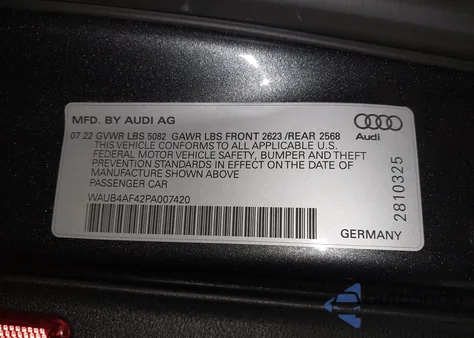 MFD. BY AUDI AG
07.22 GVWR LBS 5082 GAWR LBS FRONT 2623 /REAR 2568
THIS VEHICLE CONFORMS TO ALL APPLICABLE U.S.
FEDERAL MOTOR VEHICLE SAFETY, BUMPER AND THEFT
PREVENTION STANDARDS IN EFFECT ON THE DATE OF
MANUFACTURE SHOWN ABOVE
PASSENGER CAR
WAUB4AF42PA007420
Audi
2810325
GERMANY